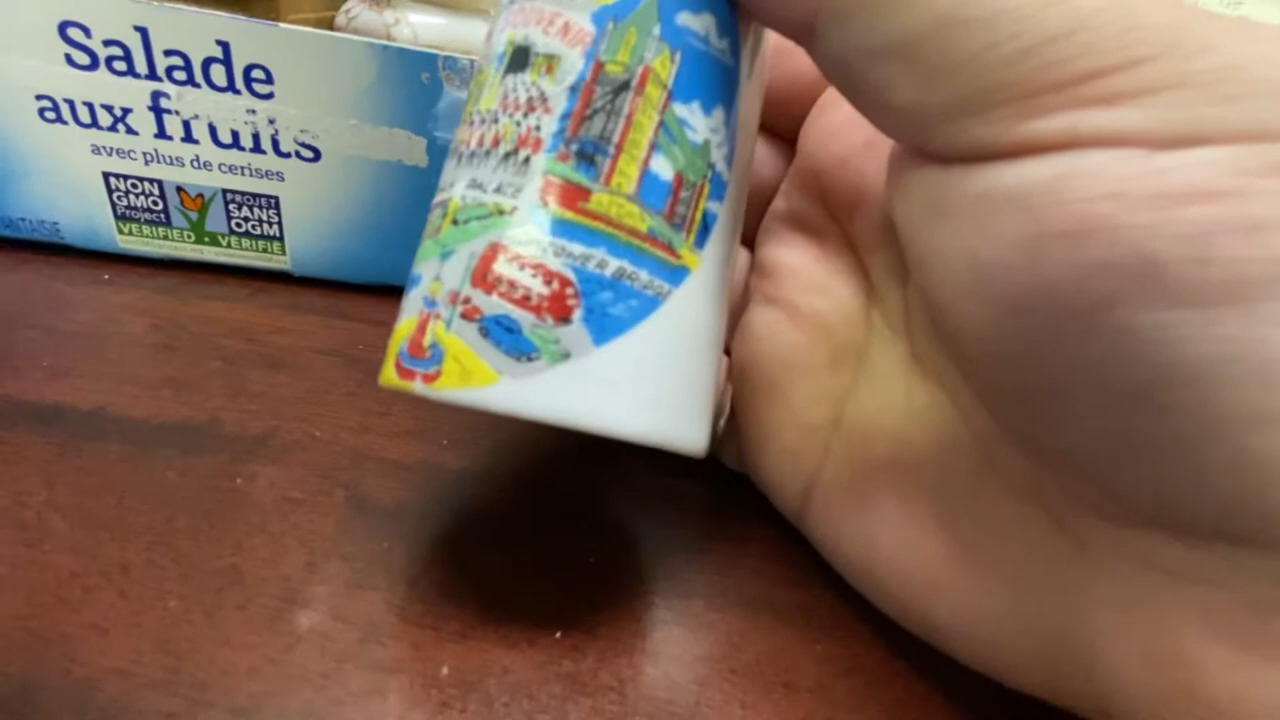 Salade
aux fruits
avec plus de cerises
NON
GMO
Project
VERIFIED
PROJET
SANS
OGM
VÉRIFIÉ
SOUVENIR
PALACE
TOWER BRIDGE